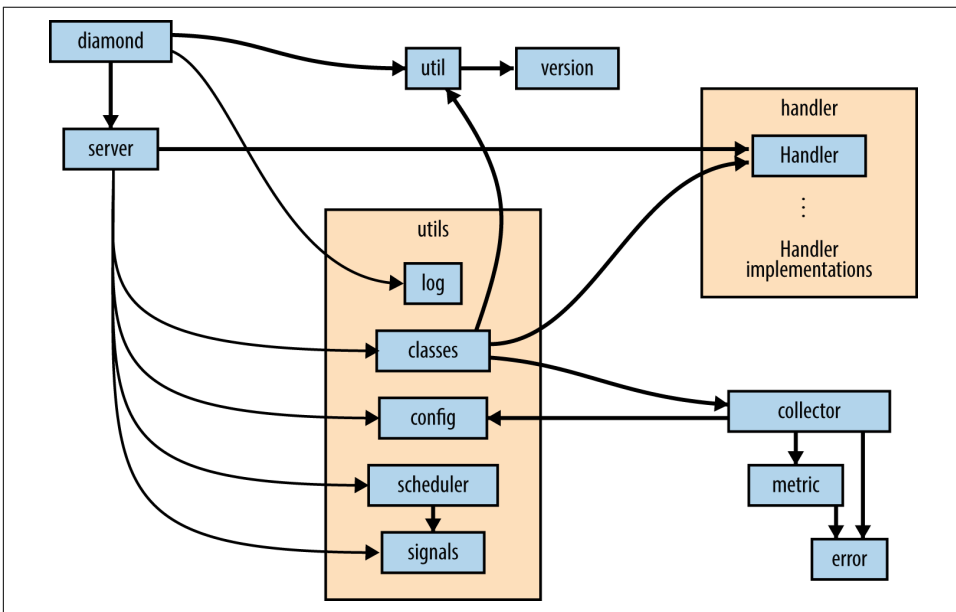 diamond
util
version
server
handler
Handler
⋮
Handler
implementations
utils
log
classes
config
scheduler
signals
collector
metric
error